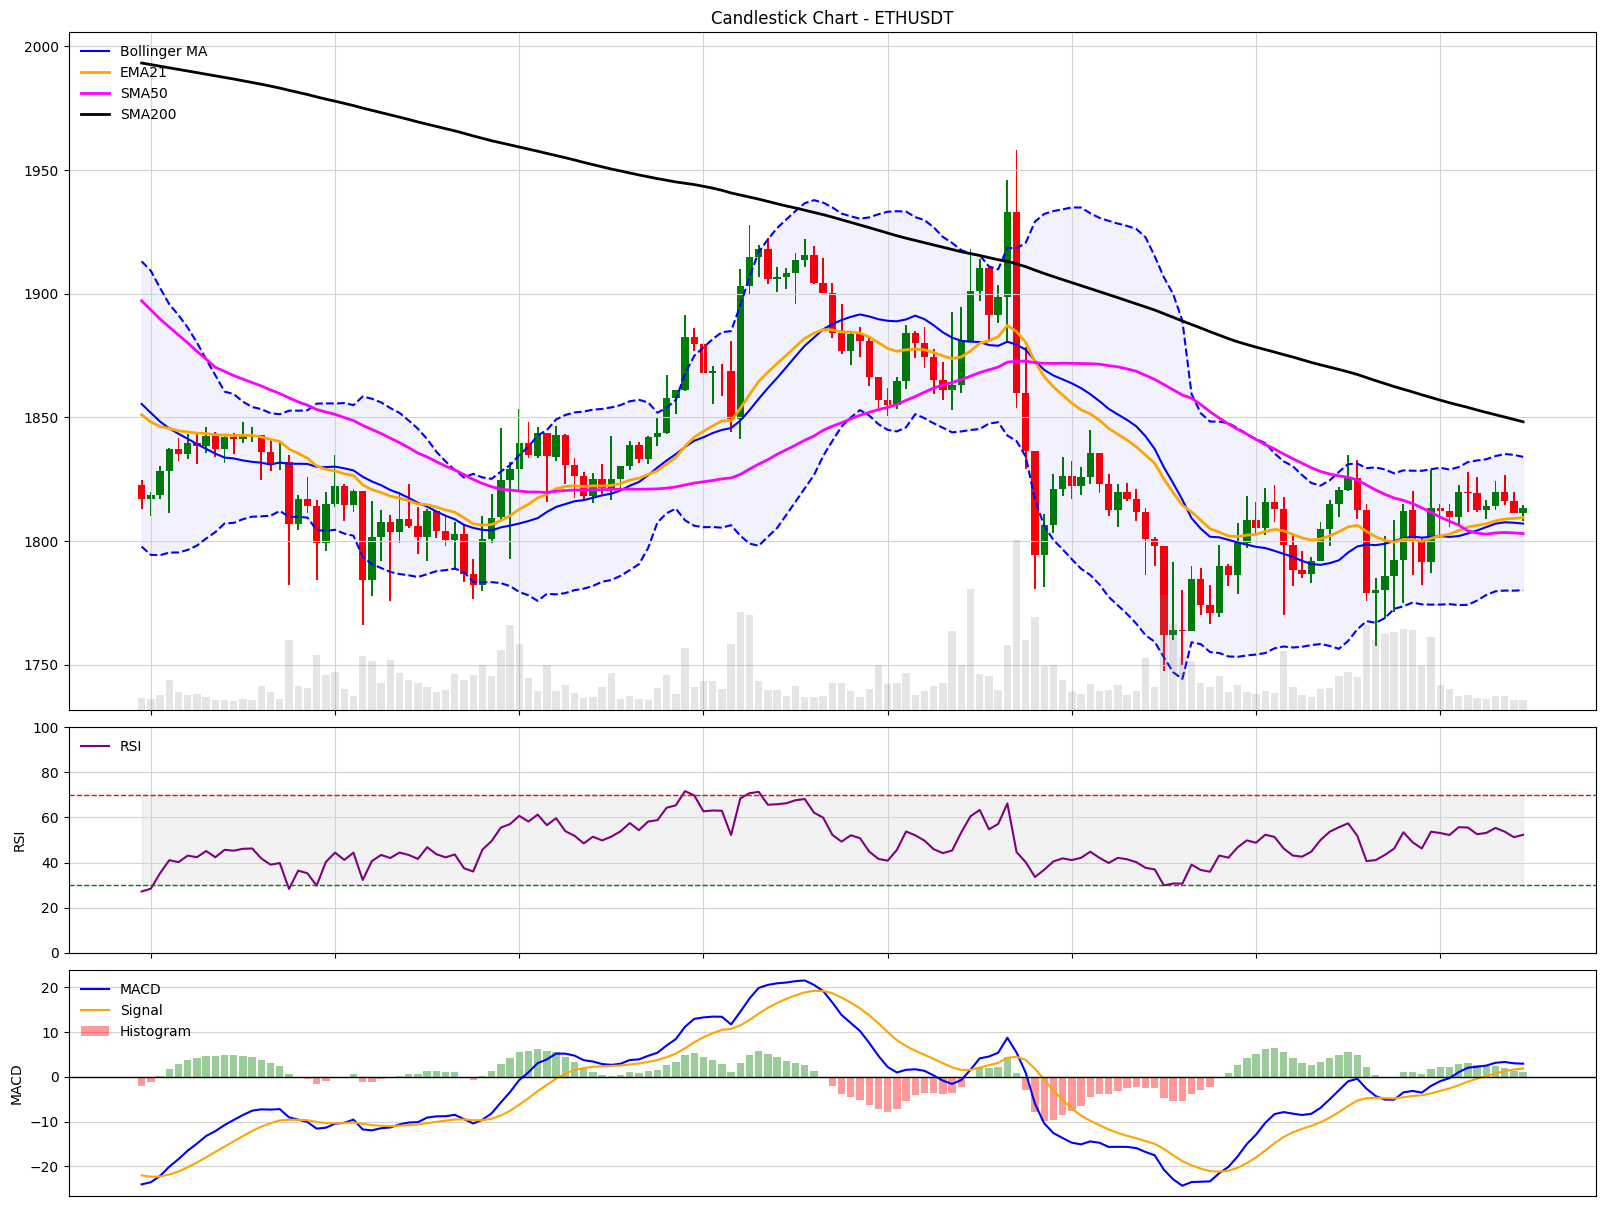 Candlestick Chart - ETHUSDT
2000
1950
1900
1850
1800
1750
Bollinger MA
EMA21
SMA50
SMA200
100
80
60
40
20
0
RSI
RSI
20
10
0
−10
−20
MACD
MACD
Signal
Histogram